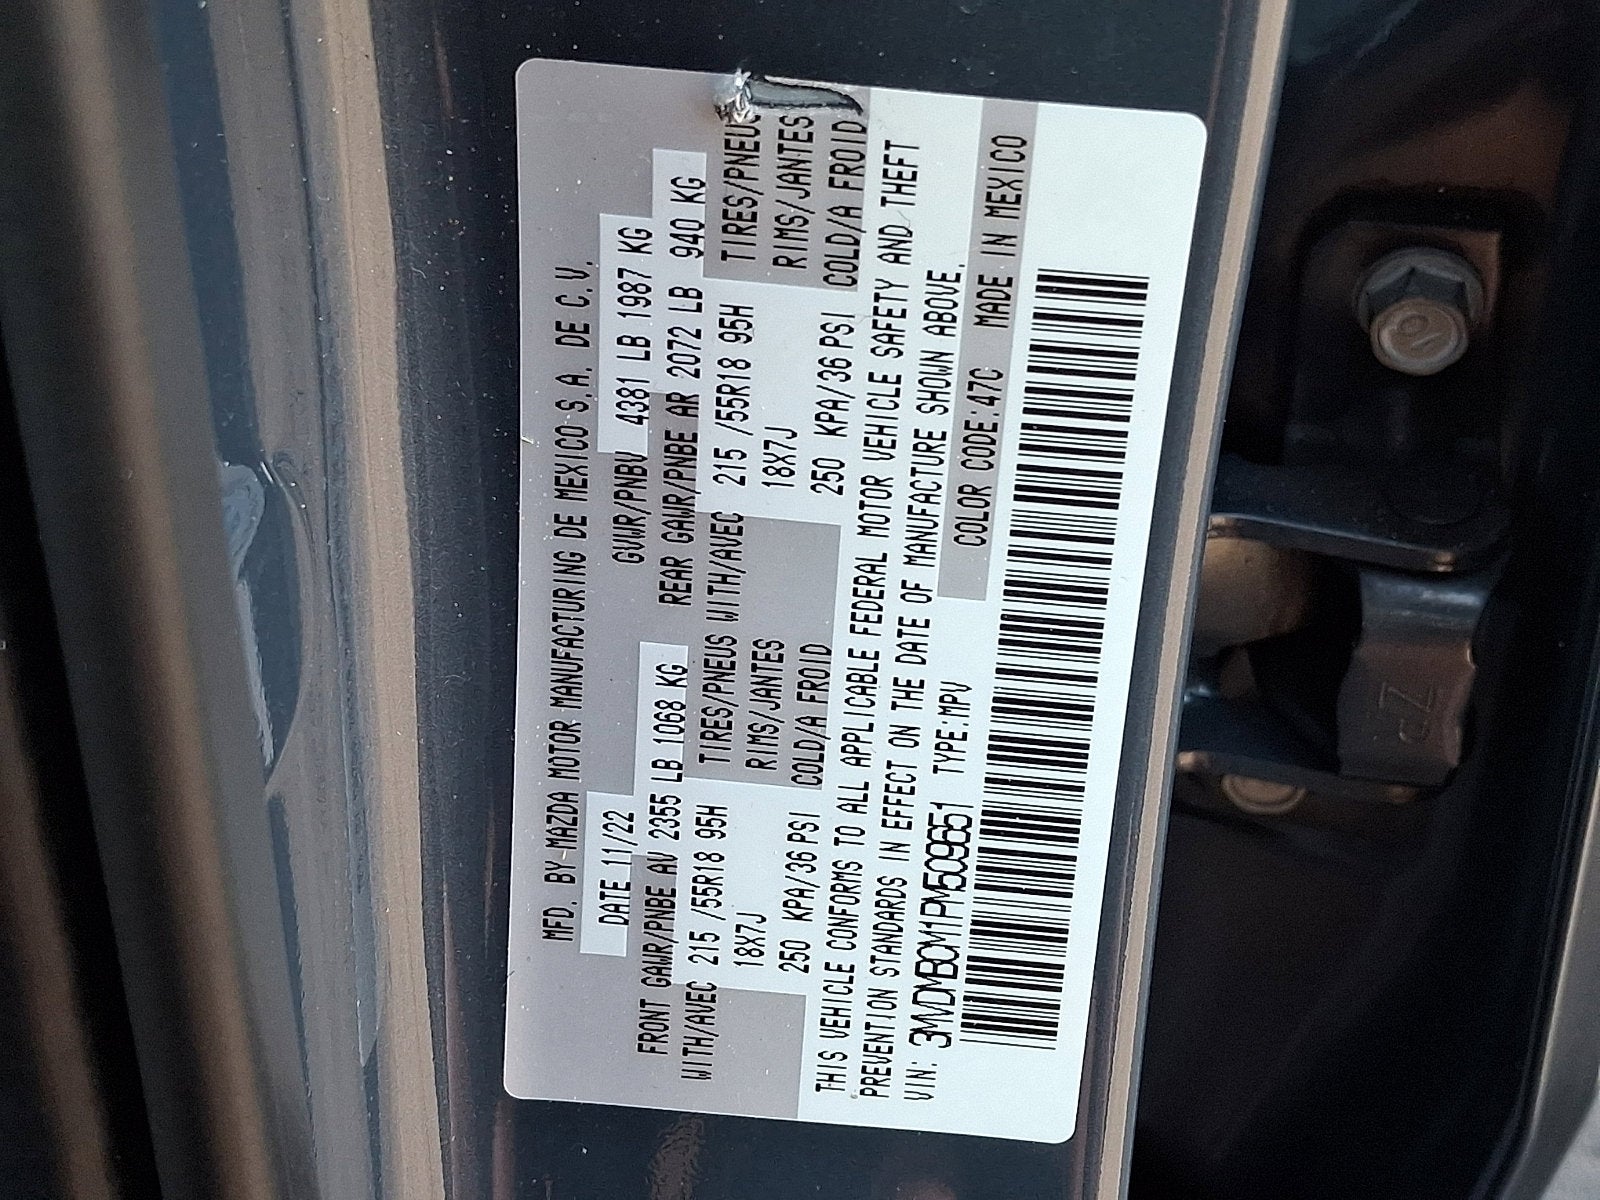 MFD. BY MAZDA MOTOR MANUFACTURING DE MEXICO S.A. DE C.V.
DATE 11/22 GVWR/PNBV 4381 LB 1987 KG
FRONT GAWR/PNBE AV 2355 LB 1068 KG REAR GAWR/PNBE AR 2072 LB 940 KG
WITH/AVEC 215 /55R18 95H TIRES/PNEUS WITH/AVEC 215 /55R18 95H TIRES/PNEUS
18X7J RIMS/JANTES 18X7J RIMS/JANTES
250 KPA/36 PSI COLD/A FROID 250 KPA/36 PSI COLD/A FROID
THIS VEHICLE CONFORMS TO ALL APPLICABLE FEDERAL MOTOR VEHICLE SAFETY AND THEFT
PREVENTION STANDARDS IN EFFECT ON THE DATE OF MANUFACTURE SHOWN ABOVE.
VIN: 3MVDMBCM1PM509651 TYPE:MPV COLOR CODE:47C MADE IN MEXICO